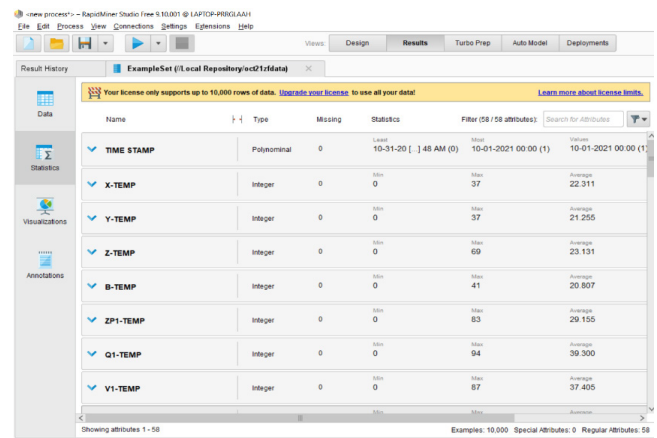 <new process*> – RapidMiner Studio Free 9.10.001 @ LAPTOP-PRRGLAAH
File Edit Process View Connections Settings Extensions Help
Views: Design Results Turbo Prep Auto Model Deployments
Result History ExampleSet (//Local Repository/oct21zfdata)
Your license only supports up to 10,000 rows of data. Upgrade your license to use all your data! Learn more about license limits.
Data
Statistics
Visualizations
Annotations
Name Type Missing Statistics Filter (58 / 58 attributes): Search for Attributes
Least Most Values
TIME STAMP Polynominal 0 10-31-20 [...] 48 AM (0) 10-01-2021 00:00 (1) 10-01-2021 00:00 (1)
Min Max Average
X-TEMP Integer 0 0 37 22.311
Min Max Average
Y-TEMP Integer 0 0 37 21.255
Min Max Average
Z-TEMP Integer 0 0 69 23.131
Min Max Average
B-TEMP Integer 0 0 41 20.807
Min Max Average
ZP1-TEMP Integer 0 0 83 29.155
Min Max Average
Q1-TEMP Integer 0 0 94 39.300
Min Max Average
V1-TEMP Integer 0 0 87 37.405
Min Max Average
Showing attributes 1 - 58 Examples: 10,000 Special Attributes: 0 Regular Attributes: 58